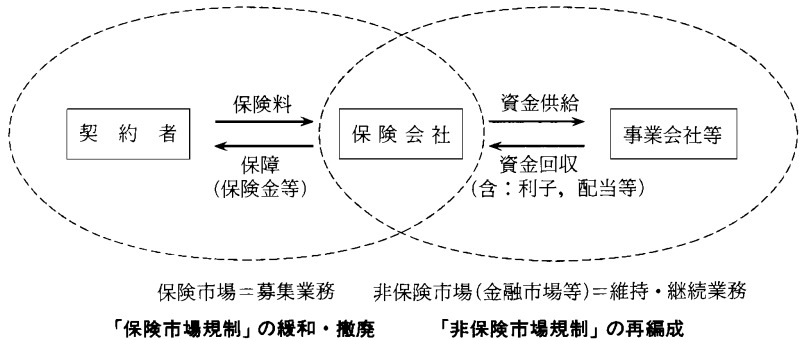 契約者
保険料
保障
(保険金等)
保険会社
資金供給
資金回収
(含：利子，配当等)
事業会社等
保険市場＝募集業務
非保険市場(金融市場等)＝維持・継続業務
「保険市場規制」の緩和・撤廃
「非保険市場規制」の再編成